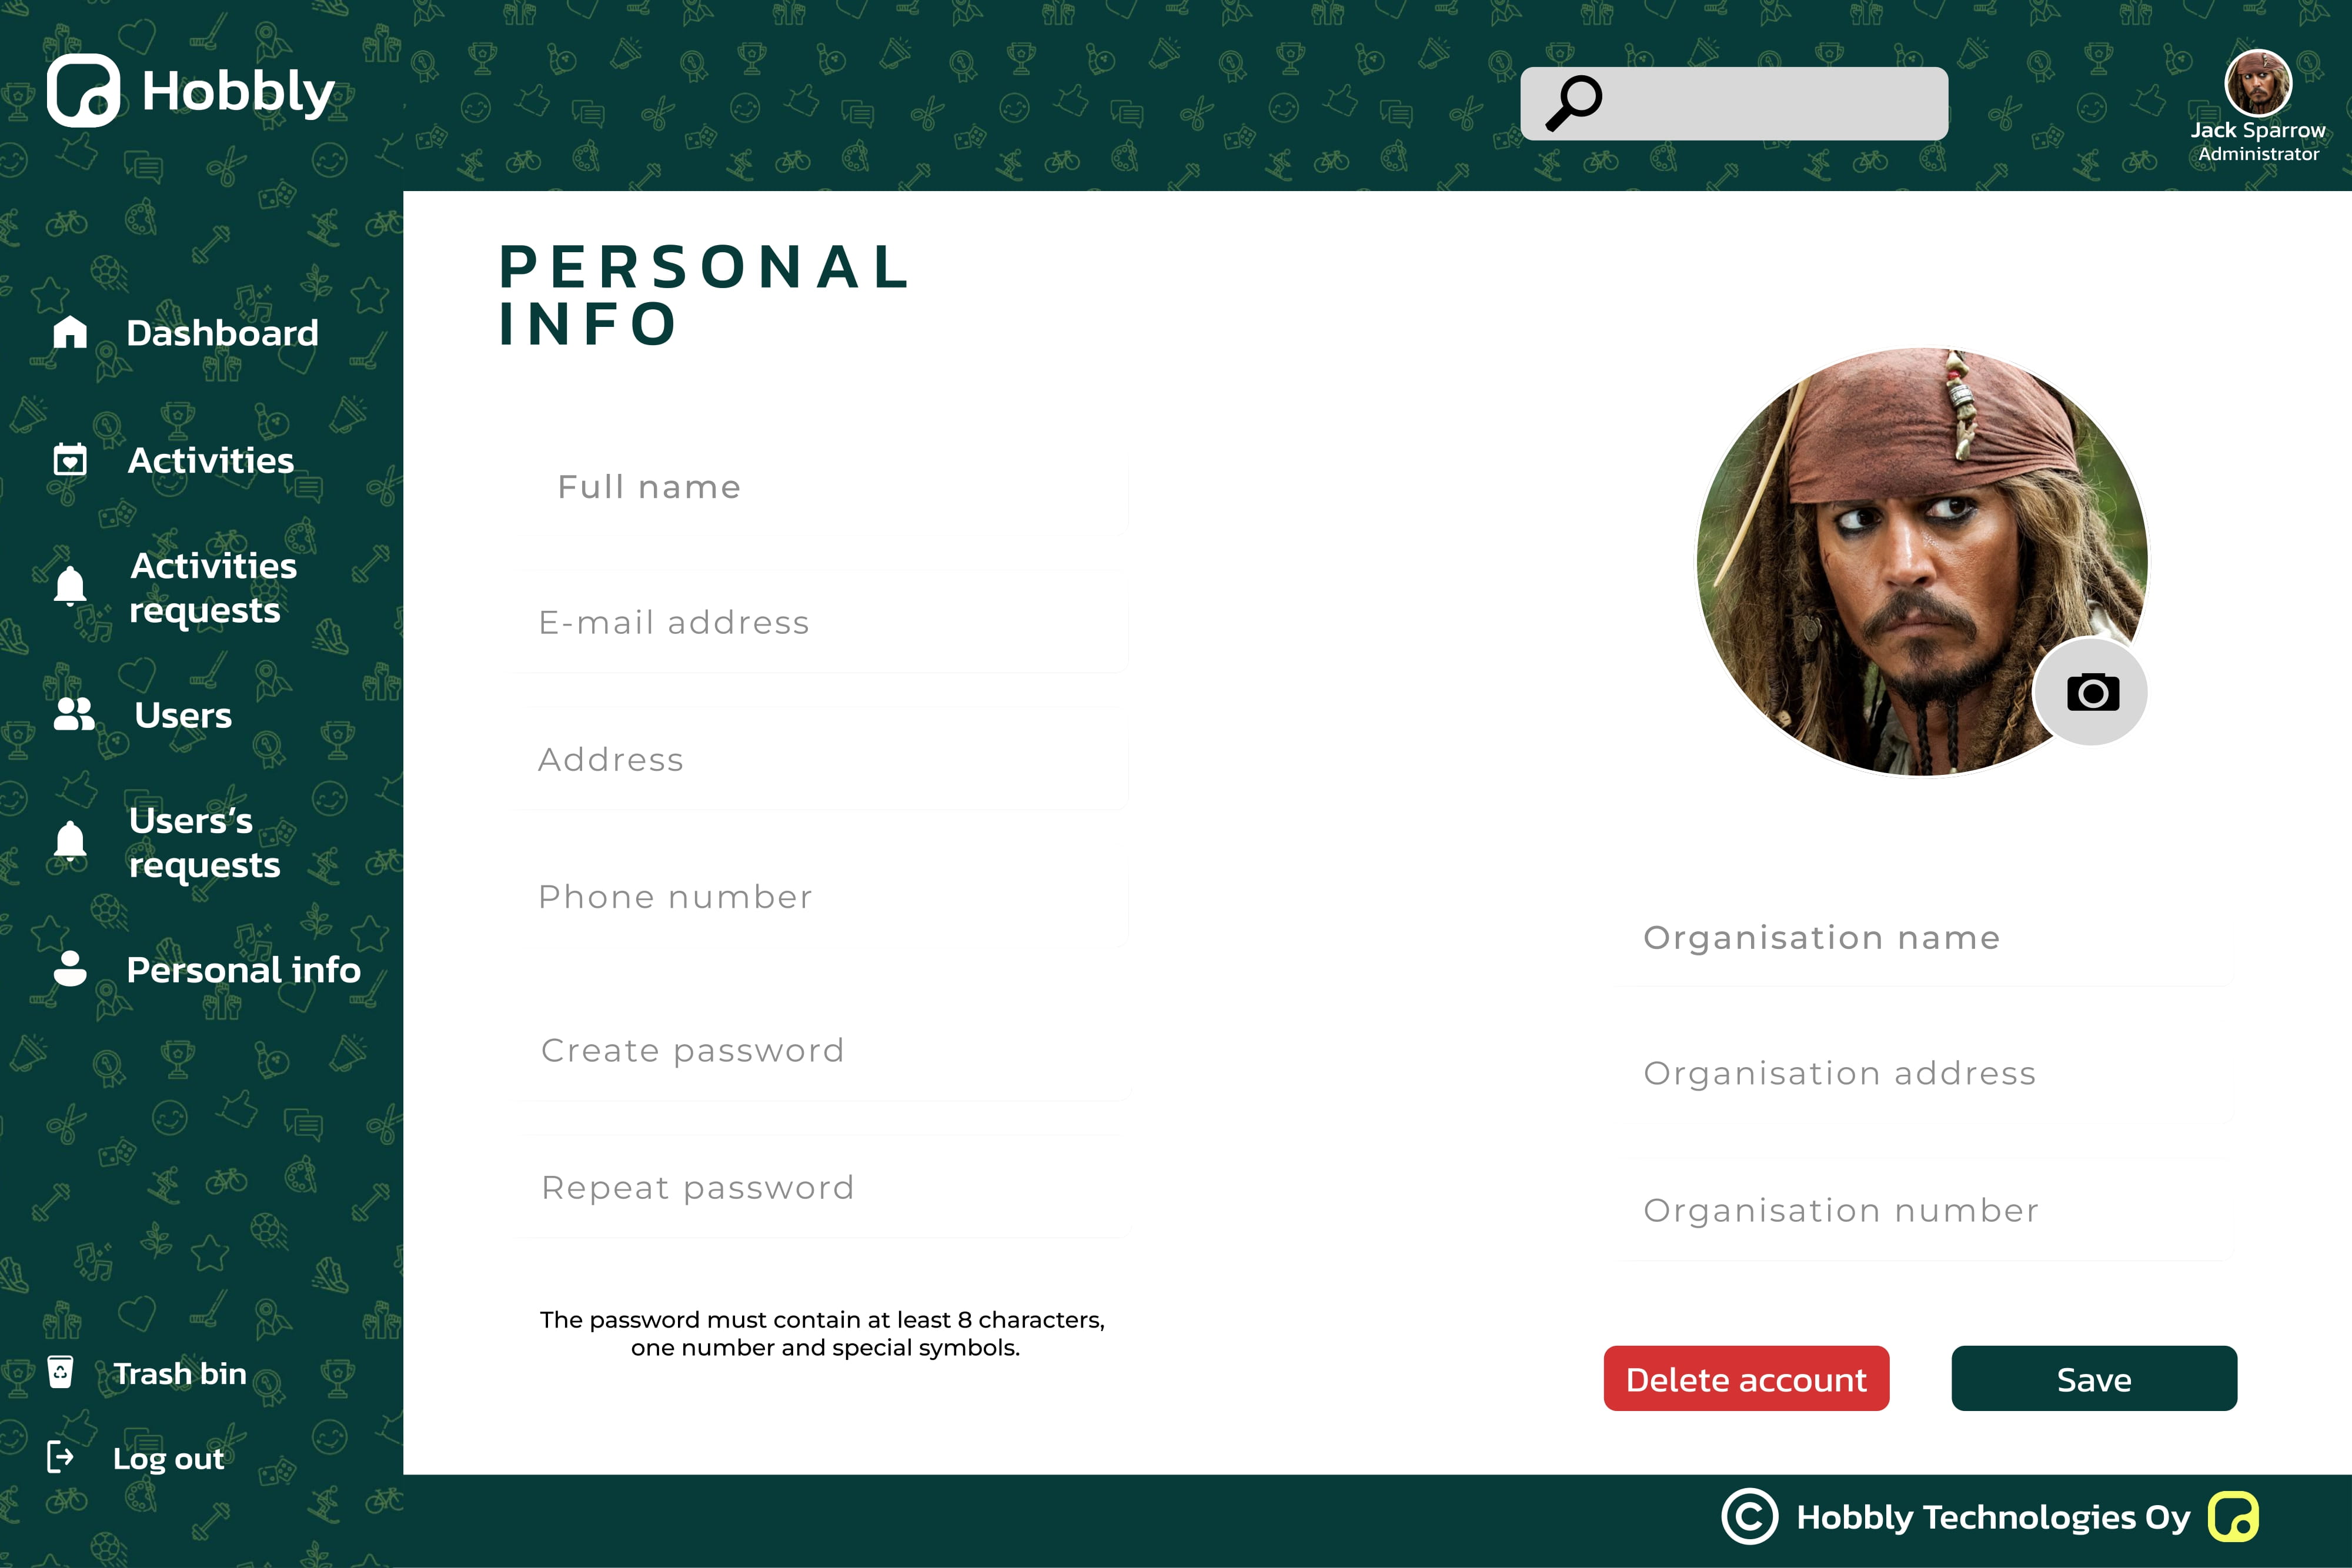 Hobbly
Jack Sparrow
Administrator
Dashboard
Activities
Activities
requests
Users
Users's
requests
Personal info
Trash bin
Log out
PERSONAL
INFO
Full name
E-mail address
Address
Phone number
Create password
Repeat password
The password must contain at least 8 characters,
one number and special symbols.
Organisation name
Organisation address
Organisation number
Delete account
Save
© Hobbly Technologies Oy